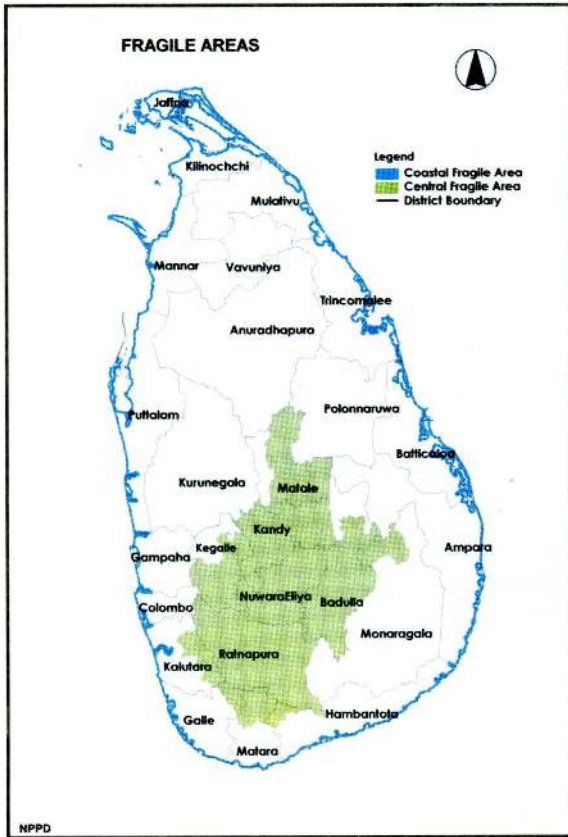 FRAGILE AREAS
Jaffna
Legend
Coastal Fragile Area
Central Fragile Area
District Boundary
Kilinochchi
Mulativu
Mannar
Vavuniya
Trincomalee
Anuradhapura
Polonnaruwa
Puttalam
Batticaloa
Kurunegala
Matale
Kandy
Ampara
Kegalle
Gampaha
NuwaraEliya
Badulla
Colombo
Monaragala
Ratnapura
Kalutara
Hambantota
Galle
Matara
NPPD